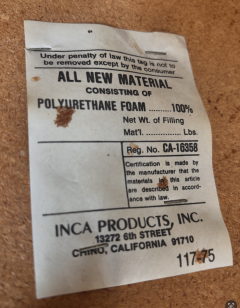 Under penalty of law this tag is not to
be removed except by the consumer
ALL NEW MATERIAL
CONSISTING OF
POLYURETHANE FOAM ........... 100%
Net Wt. of Filling
Mat'l. ............... Lbs.
Reg. No. CA-16358
Certification is made by
the manufacturer that the
materials in this article
are described in accord-
ance with law.
INCA PRODUCTS, INC.
13272 6th STREET
CHINO, CALIFORNIA 91710
117-75